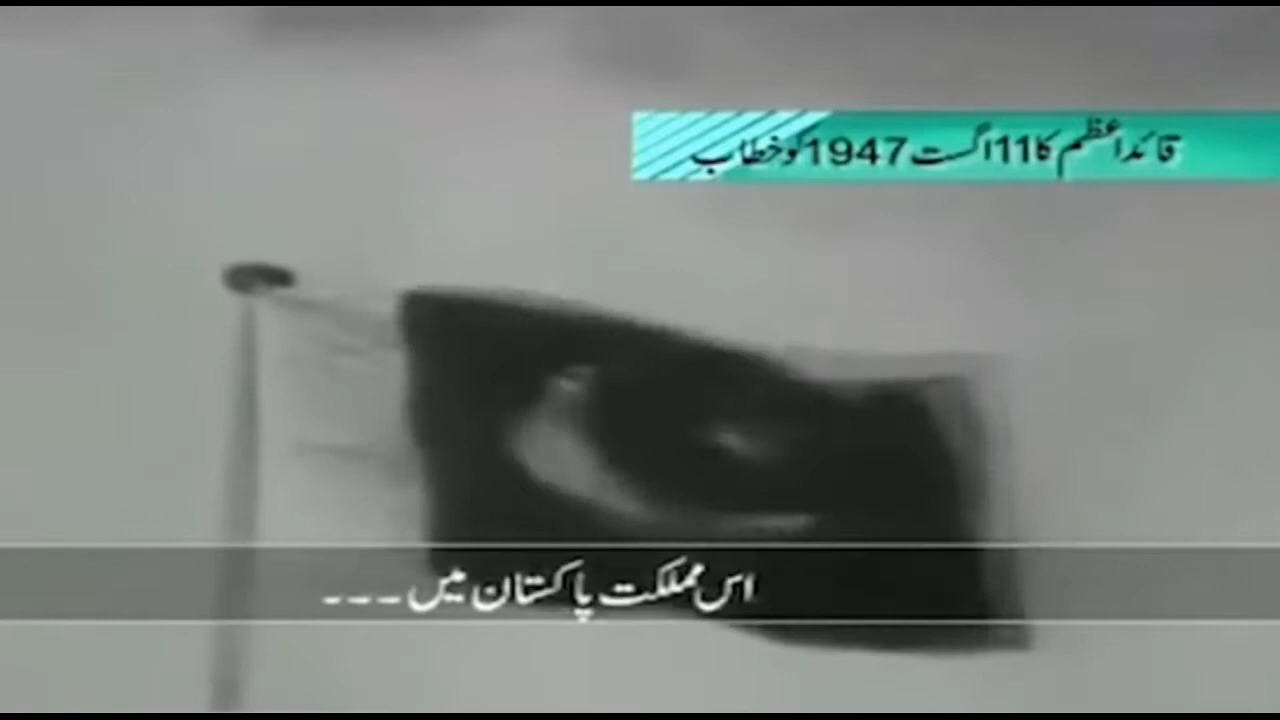 قائداعظم کا 11 اگست 1947 کو خطاب
اس مملکت پاکستان میں ---